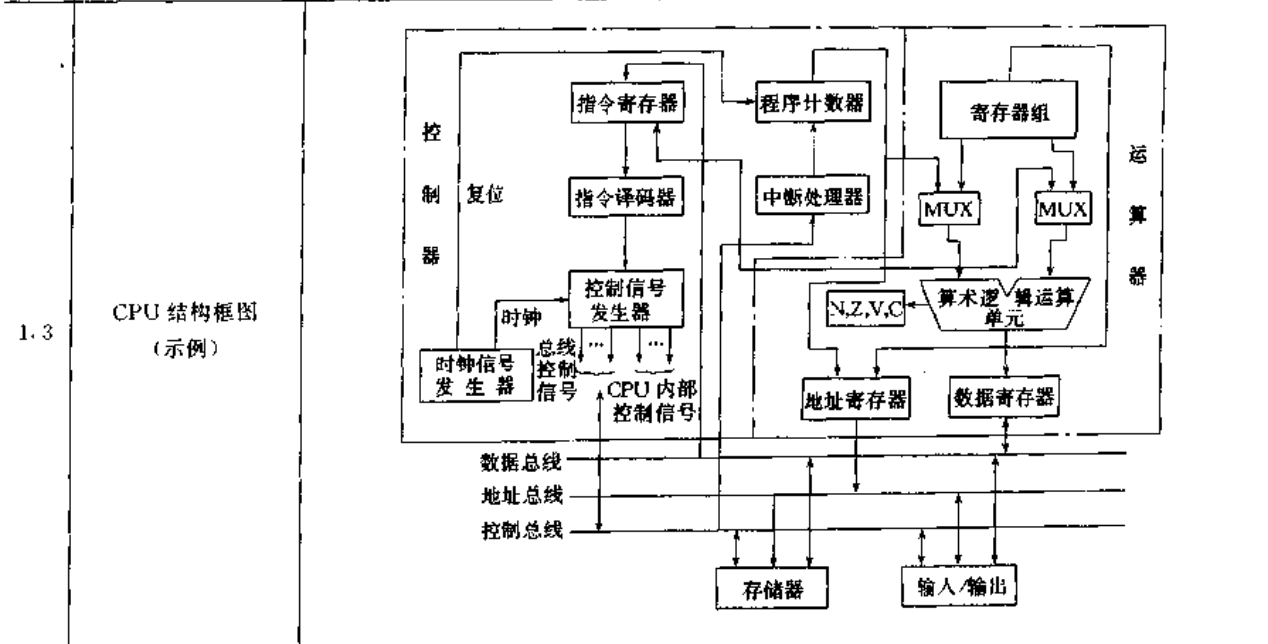 1.3
CPU 结构框图
（示例）
控
制
器
复位
指令寄存器
程序计数器
寄存器组
指令译码器
中断处理器
MUX
MUX
运
算
器
控制信号
发生器
时钟
N,Z,V,C
算术逻辑运算
单元
时钟信号
发生器
总线
控制
信号
...
...
CPU 内部
控制信号
地址寄存器
数据寄存器
数据总线
地址总线
控制总线
存储器
输入/输出